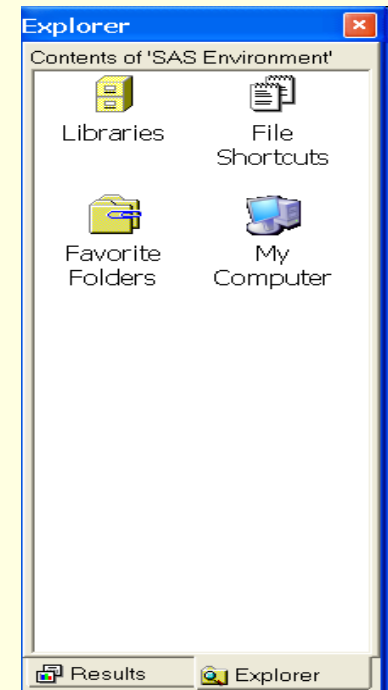 Explorer
Contents of 'SAS Environment'
Libraries
File
Shortcuts
Favorite
Folders
My
Computer
Results
Explorer